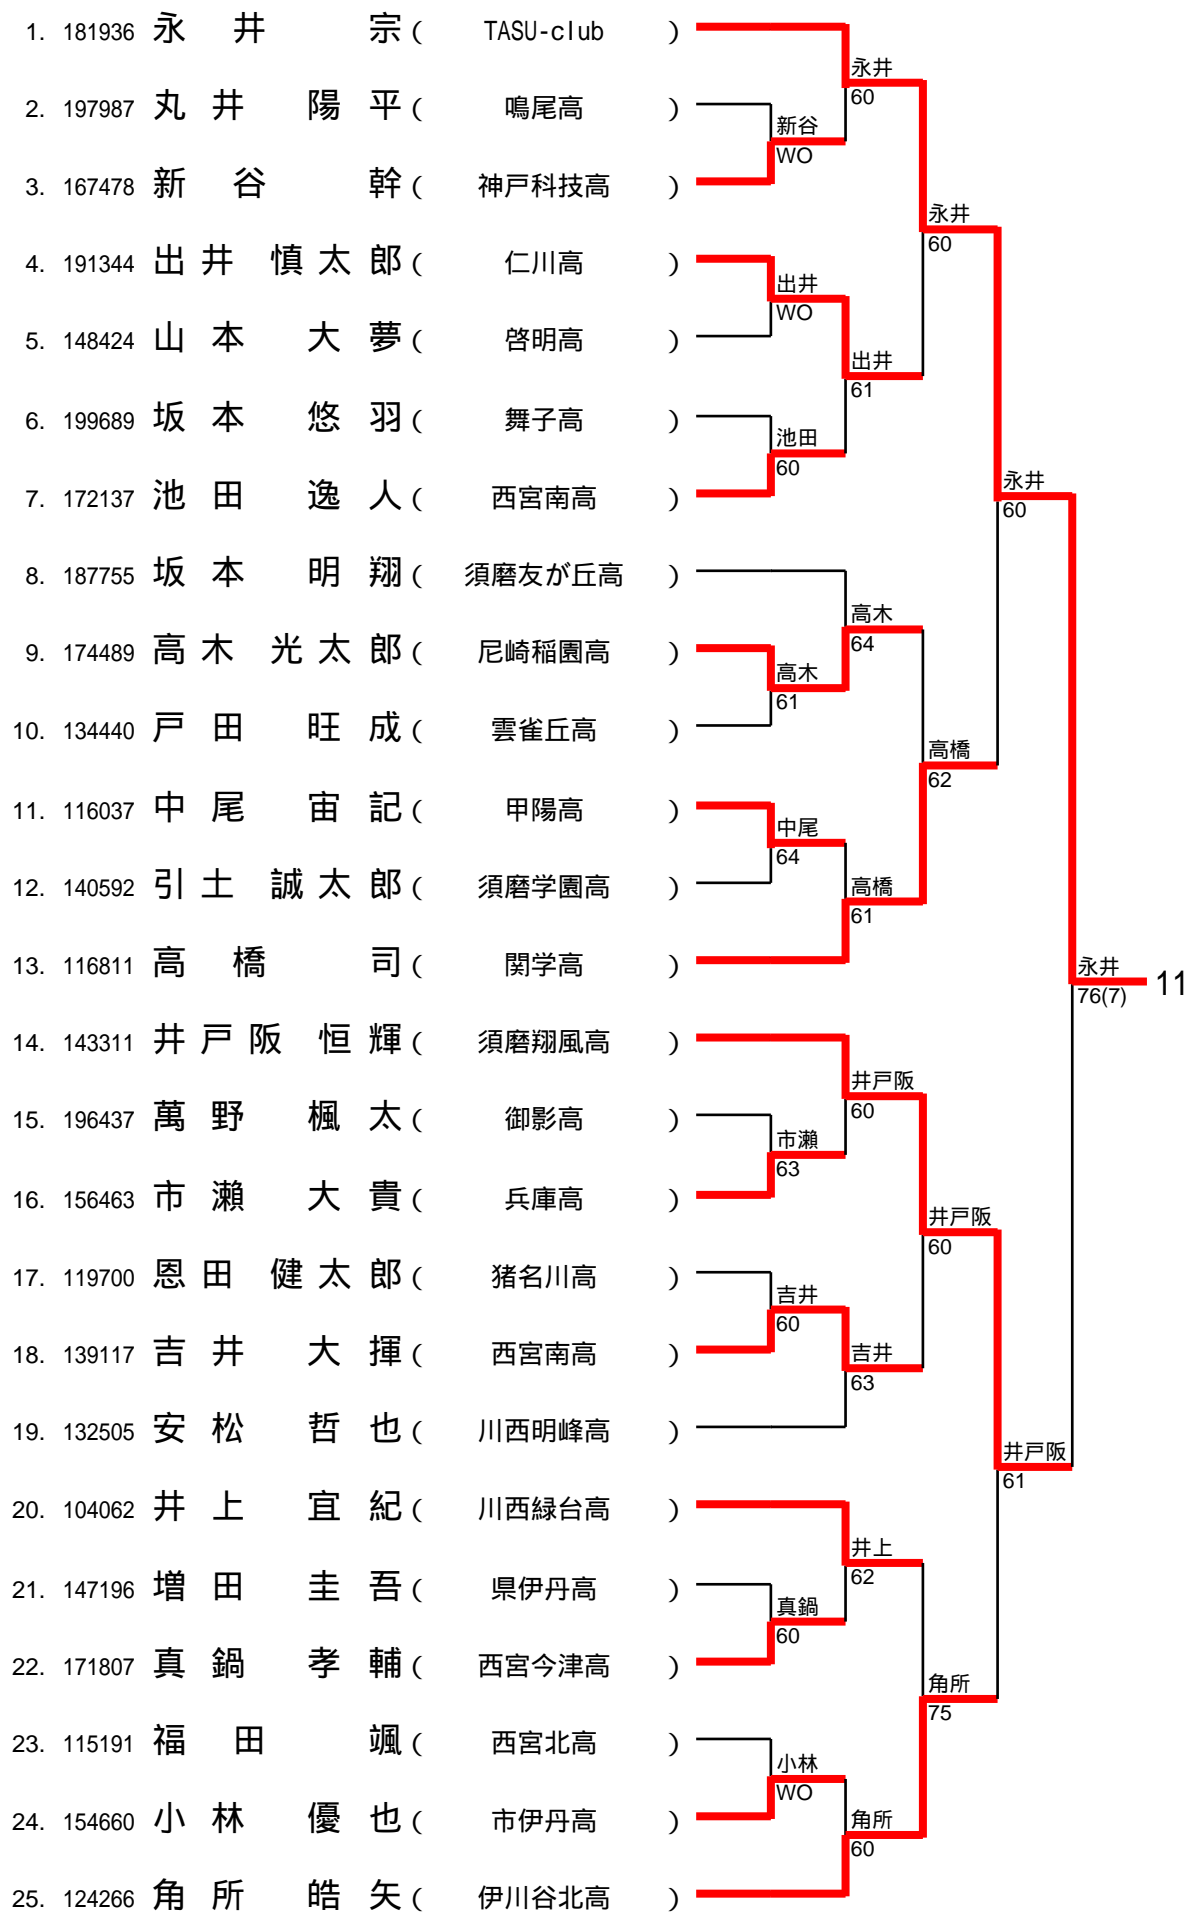 1. 181936 永井 宗 ( TASU-club )
永井
60
2. 197987 丸井 陽平 ( 鳴尾高 )
新谷
WO
3. 167478 新谷 幹 ( 神戸科技高 )
永井
60
4. 191344 出井 慎太郎 ( 仁川高 )
出井
WO
5. 148424 山本 大夢 ( 啓明高 )
出井
61
6. 199689 坂本 悠羽 ( 舞子高 )
池田
60
7. 172137 池田 逸人 ( 西宮南高 )
永井
60
8. 187755 坂本 明翔 ( 須磨友が丘高 )
高木
64
9. 174489 高木 光太郎 ( 尼崎稲園高 )
高木
61
10. 134440 戸田 旺成 ( 雲雀丘高 )
高橋
62
11. 116037 中尾 宙記 ( 甲陽高 )
中尾
64
12. 140592 引土 誠太郎 ( 須磨学園高 )
高橋
61
13. 116811 高橋 司 ( 関学高 )
永井
76(7)
11
14. 143311 井戸阪 恒輝 ( 須磨翔風高 )
井戸阪
60
15. 196437 萬野 楓太 ( 御影高 )
市瀬
63
16. 156463 市瀬 大貴 ( 兵庫高 )
井戸阪
60
17. 119700 恩田 健太郎 ( 猪名川高 )
吉井
60
18. 139117 吉井 大揮 ( 西宮南高 )
吉井
63
19. 132505 安松 哲也 ( 川西明峰高 )
井戸阪
61
20. 104062 井上 宜紀 ( 川西緑台高 )
井上
62
21. 147196 増田 圭吾 ( 県伊丹高 )
真鍋
60
22. 171807 真鍋 孝輔 ( 西宮今津高 )
角所
75
23. 115191 福田 颯 ( 西宮北高 )
小林
WO
24. 154660 小林 優也 ( 市伊丹高 )
角所
60
25. 124266 角所 皓矢 ( 伊川谷北高 )